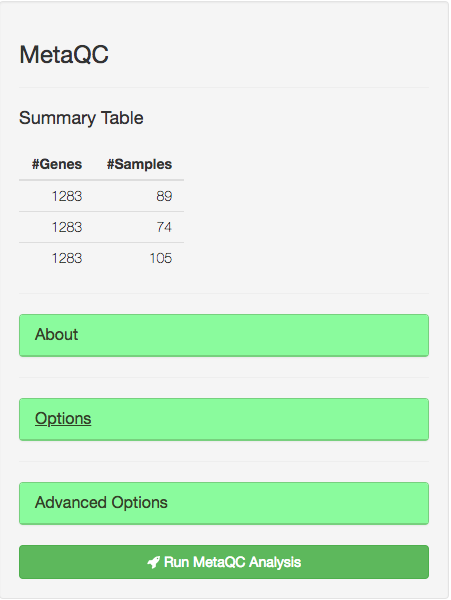 MetaQC
Summary Table
#Genes #Samples
1283 89
1283 74
1283 105
About
Options
Advanced Options
Run MetaQC Analysis